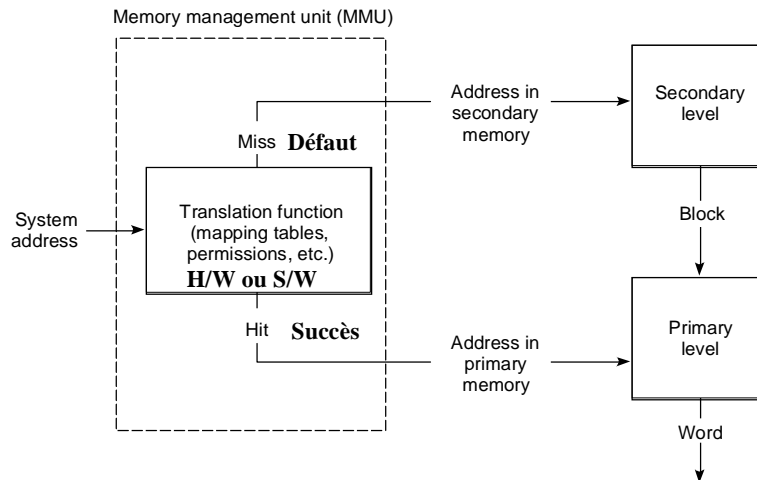 Memory management unit (MMU)
Address in
secondary
memory
Secondary
level
Miss Défaut
System
address
Translation function
(mapping tables,
permissions, etc.)
H/W ou S/W
Block
Hit Succès
Address in
primary
memory
Primary
level
Word